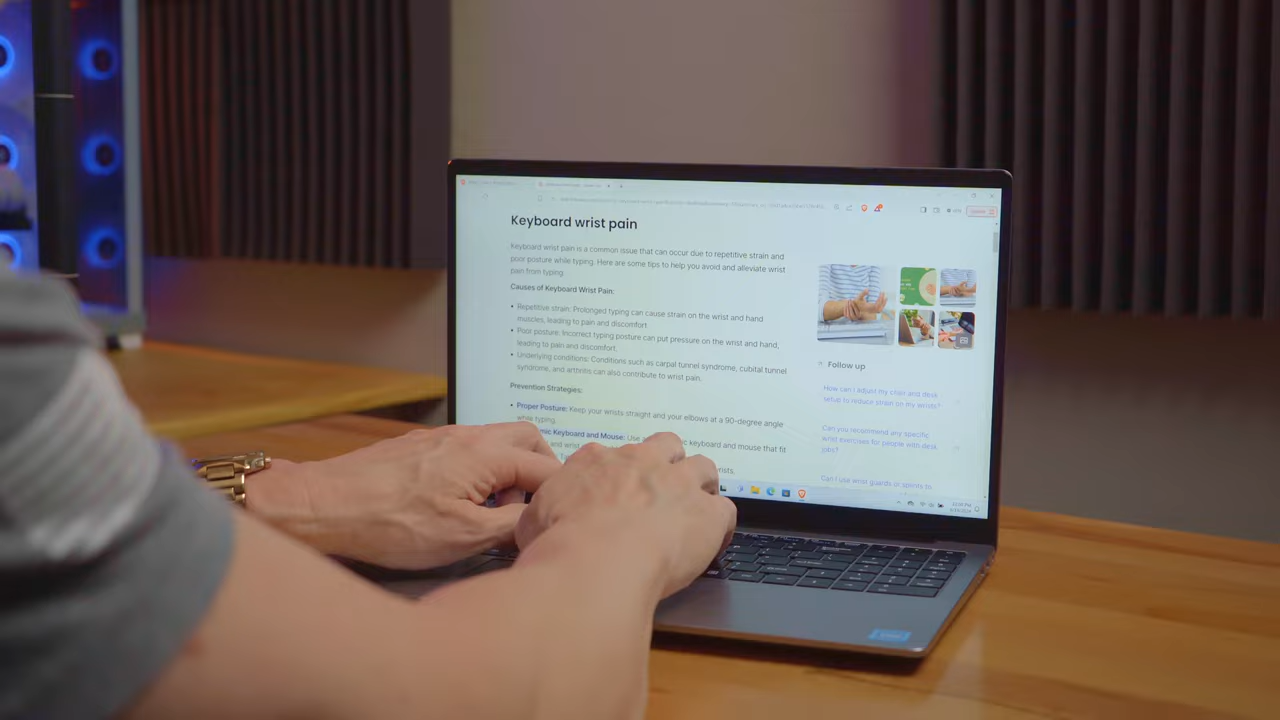 Keyboard wrist pain
Keyboard wrist pain is a common issue that can occur due to repetitive strain and
poor posture while typing. Here are some tips to help you avoid and alleviate wrist
pain from typing.
Causes of Keyboard Wrist Pain:
• Repetitive strain: Prolonged typing can cause strain on the wrist and hand
muscles, leading to pain and discomfort.
• Poor posture: Incorrect typing posture can put pressure on the wrist and hand,
leading to pain and discomfort.
• Underlying conditions: Conditions such as carpal tunnel syndrome, cubital tunnel
syndrome, and arthritis can also contribute to wrist pain.
Prevention Strategies:
• Proper Posture: Keep your wrists straight and your elbows at a 90-degree angle
while typing.
Keyboard and Mouse: Use keyboard and mouse that fit
and wrist
Follow up
How can I adjust my chair and desk
setup to reduce strain on my wrists?
Can you recommend any specific
wrist exercises for people with desk
jobs?
Can I use wrist guards or splints to